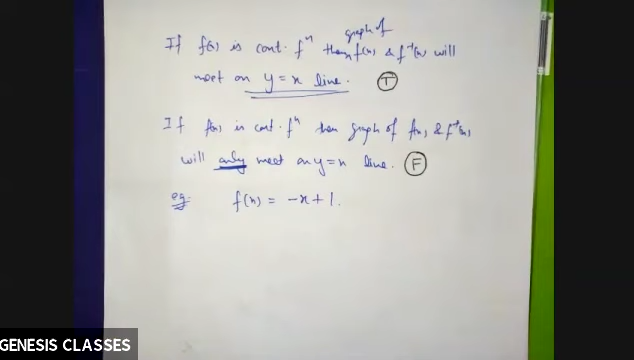 graph of
If f(x) is cont. fⁿ then f(x) & f⁻¹(x) will
meet on y = x line. (T)
If f(x) is cont. fⁿ then graph of f(x) & f⁻¹(x)
will only meet on y=x line. (F)
eg. f(x) = -x+1.
GENESIS CLASSES